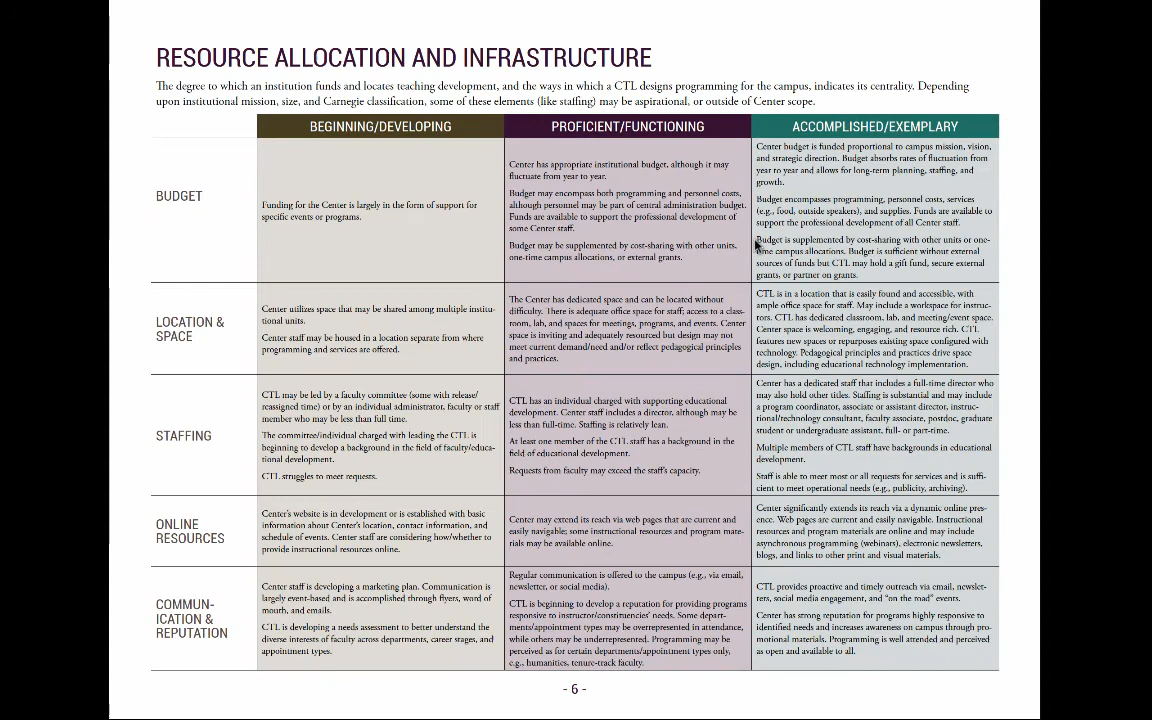 RESOURCE ALLOCATION AND INFRASTRUCTURE
The degree to which an institution funds and locates teaching development, and the ways in which a CTL designs programming for the campus, indicates its centrality. Depending
upon institutional mission, size, and Carnegie classification, some of these elements (like staffing) may be aspirational, or outside of Center scope.
BEGINNING/DEVELOPING
PROFICIENT/FUNCTIONING
ACCOMPLISHED/EXEMPLARY
BUDGET
Funding for the Center is largely in the form of support for
specific events or programs.
Center has appropriate institutional budget, although it may
fluctuate from year to year.
Budget may encompass both programming and personnel costs,
although personnel may be part of central administration budget.
Funds are available to support the professional development of
some Center staff.
Budget may be supplemented by cost-sharing with other units,
one-time campus allocations, or external grants.
Center budget is funded proportional to campus mission, vision,
and strategic direction. Budget absorbs rates of fluctuation from
year to year and allows for long-term planning, staffing, and
growth.
Budget encompasses programming, personnel costs, services
(e.g., food, outside speakers), and supplies. Funds are available to
support the professional development of all Center staff.
Budget is supplemented by cost-sharing with other units or one-
time campus allocations. Budget is sufficient without external
sources of funds but CTL may hold a gift fund, secure external
grants, or partner on grants.
LOCATION &
SPACE
Center utilizes space that may be shared among multiple institu-
tional units.
Center staff may be housed in a location separate from where
programming and services are offered.
The Center has dedicated space and can be located without
difficulty. There is adequate office space for staff; access to a class-
room, lab, and spaces for meetings, programs, and events. Center
space is inviting and adequately resourced but design may not
meet current demand/need and/or reflect pedagogical principles
and practices.
CTL is in a location that is easily found and accessible, with
ample office space for staff. May include a workspace for instruc-
tors. CTL has dedicated classroom, lab, and meeting/event space.
Center space is welcoming, engaging, and resource rich. CTL
features new spaces or repurposes existing space configured with
technology. Pedagogical principles and practices drive space
design, including educational technology implementation.
STAFFING
CTL may be led by a faculty committee (some with release/
reassigned time) or by an individual administrator, faculty or staff
member who may be less than full time.
The committee/individual charged with leading the CTL is
beginning to develop a background in the field of faculty/educa-
tional development.
CTL struggles to meet requests.
CTL has an individual charged with supporting educational
development. Center staff includes a director, although may be
less than full-time. Staffing is relatively lean.
At least one member of the CTL staff has a background in the
field of educational development.
Requests from faculty may exceed the staff's capacity.
Center has a dedicated staff that includes a full-time director who
may also hold other titles. Staffing is substantial and may include
a program coordinator, associate or assistant director, instruc-
tional/technology consultant, faculty associate, postdoc, graduate
student or undergraduate assistant, full- or part-time.
Multiple members of CTL staff have backgrounds in educational
development.
Staff is able to meet most or all requests for services and is suffi-
cient to meet operational needs (e.g., publicity, archiving).
ONLINE
RESOURCES
Center's website is in development or is established with basic
information about Center's location, contact information, and
schedule of events. Center staff are considering how/whether to
provide instructional resources online.
Center may extend its reach via web pages that are current and
easily navigable; some instructional resources and program mate-
rials may be available online.
Center significantly extends its reach via a dynamic online pres-
ence. Web pages are current and easily navigable. Instructional
resources and program materials are online and may include
asynchronous programming (webinars), electronic newsletters,
blogs, and links to other print and visual materials.
COMMUN-
ICATION &
REPUTATION
Center staff is developing a marketing plan. Communication is
largely event-based and is accomplished through flyers, word of
mouth, and emails.
CTL is developing a needs assessment to better understand the
diverse interests of faculty across departments, career stages, and
appointment types.
Regular communication is offered to the campus (e.g., via email,
newsletter, or social media).
CTL is beginning to develop a reputation for providing programs
responsive to instructor/constituencies' needs. Some depart-
ments/appointment types may be overrepresented in attendance,
while others may be underrepresented. Programming may be
perceived as for certain departments/appointment types only,
e.g., humanities, tenure-track faculty.
CTL provides proactive and timely outreach via email, newslet-
ters, social media engagement, and "on the road" events.
Center has strong reputation for programs highly responsive to
identified needs and increases awareness on campus through pro-
motional materials. Programming is well attended and perceived
as open and available to all.
- 6 -